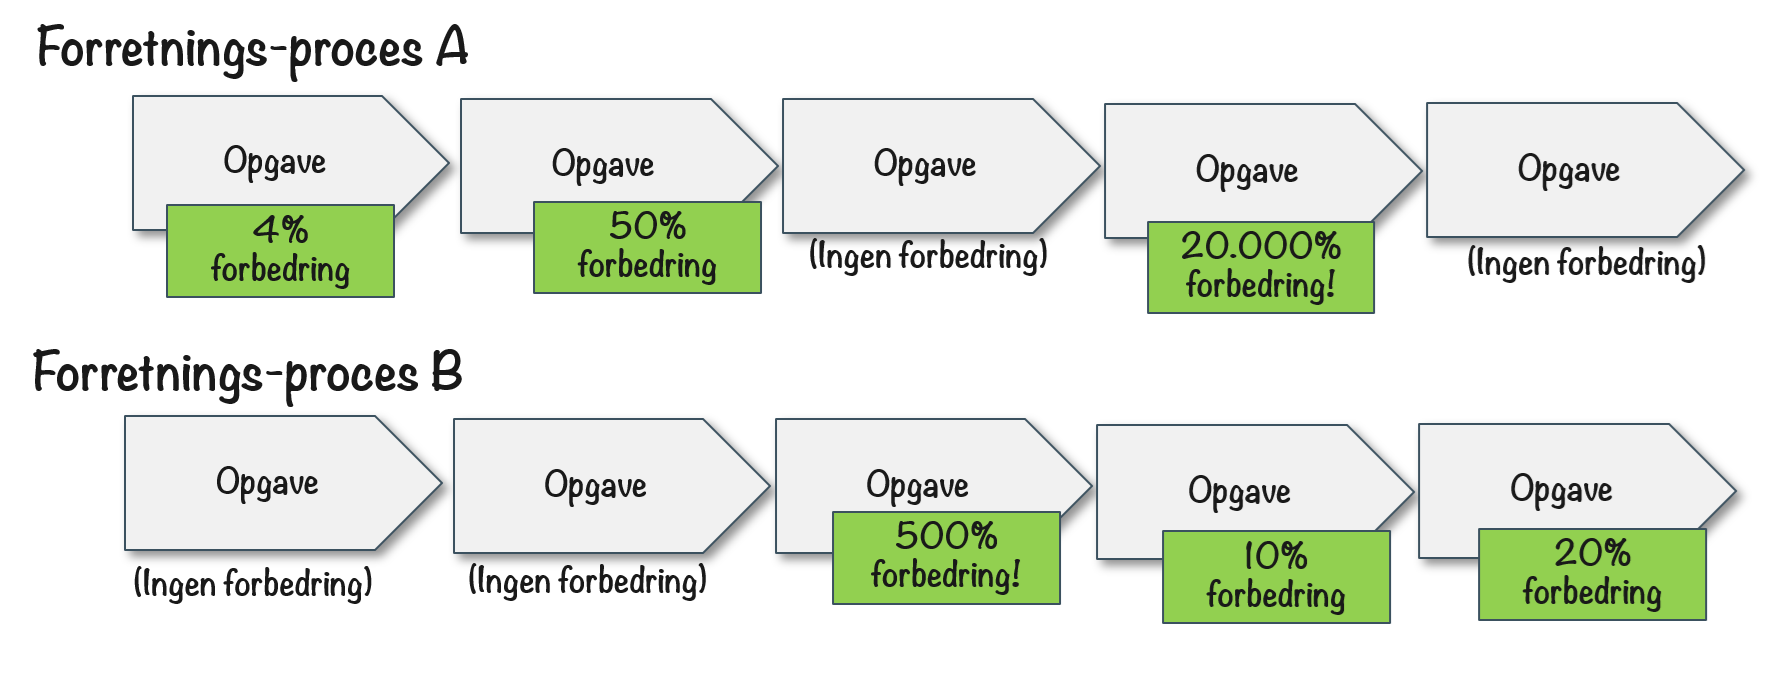 Forretnings-proces A
Opgave
4%
forbedring
Opgave
50%
forbedring
Opgave
(Ingen forbedring)
Opgave
20.000%
forbedring!
Opgave
(Ingen forbedring)
Forretnings-proces B
Opgave
(Ingen forbedring)
Opgave
(Ingen forbedring)
Opgave
500%
forbedring!
Opgave
10%
forbedring
Opgave
20%
forbedring